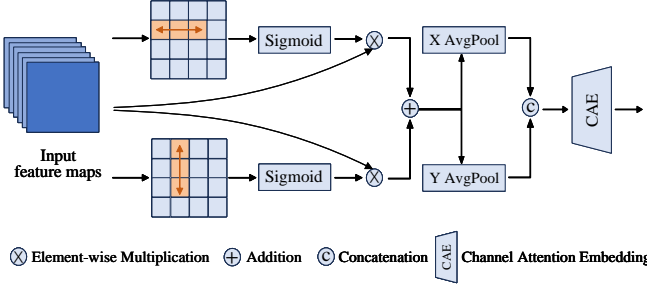 Sigmoid
X AvgPool
CAE
Input
feature maps
Sigmoid
Y AvgPool
Element-wise Multiplication
Addition
Concatenation
CAE
Channel Attention Embedding